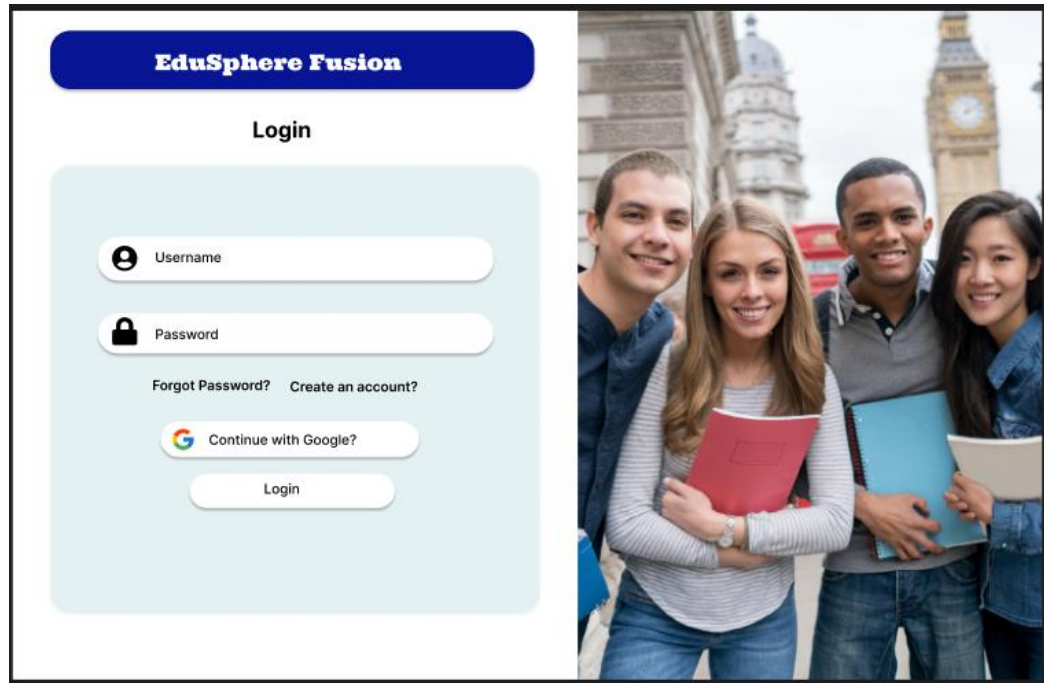 EduSphere Fusion
Login
Username
Password
Forgot Password? Create an account?
Continue with Google?
Login